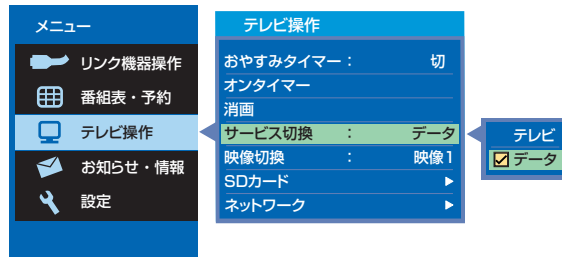 メニュー
リンク機器操作
番組表・予約
テレビ操作
お知らせ・情報
設定
テレビ操作
おやすみタイマー： 切
オンタイマー
消画
サービス切換 ： データ
映像切換 ： 映像1
SDカード
ネットワーク
テレビ
データ